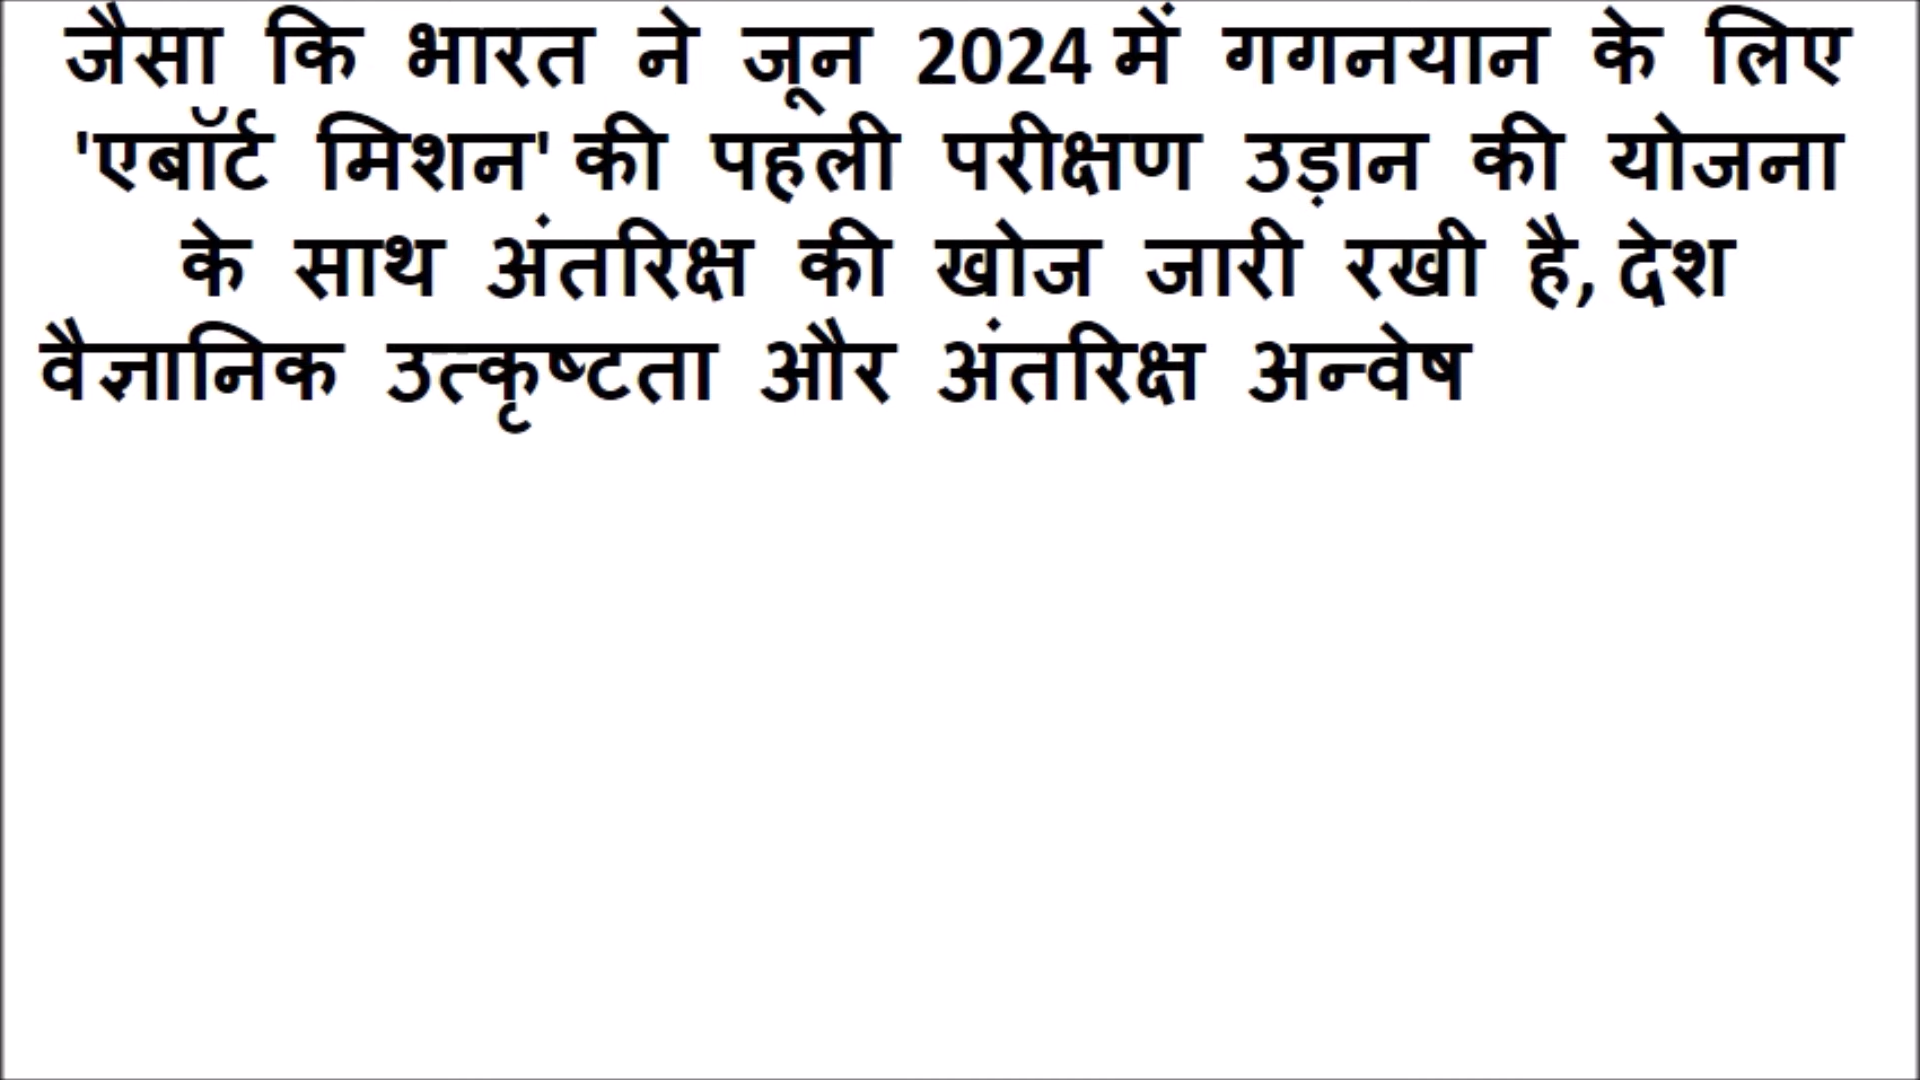 जैसा कि भारत ने जून 2024 में गगनयान के लिए
'एबॉर्ट मिशन' की पहली परीक्षण उड़ान की योजना
के साथ अंतरिक्ष की खोज जारी रखी है, देश
वैज्ञानिक उत्कृष्टता और अंतरिक्ष अन्वेष